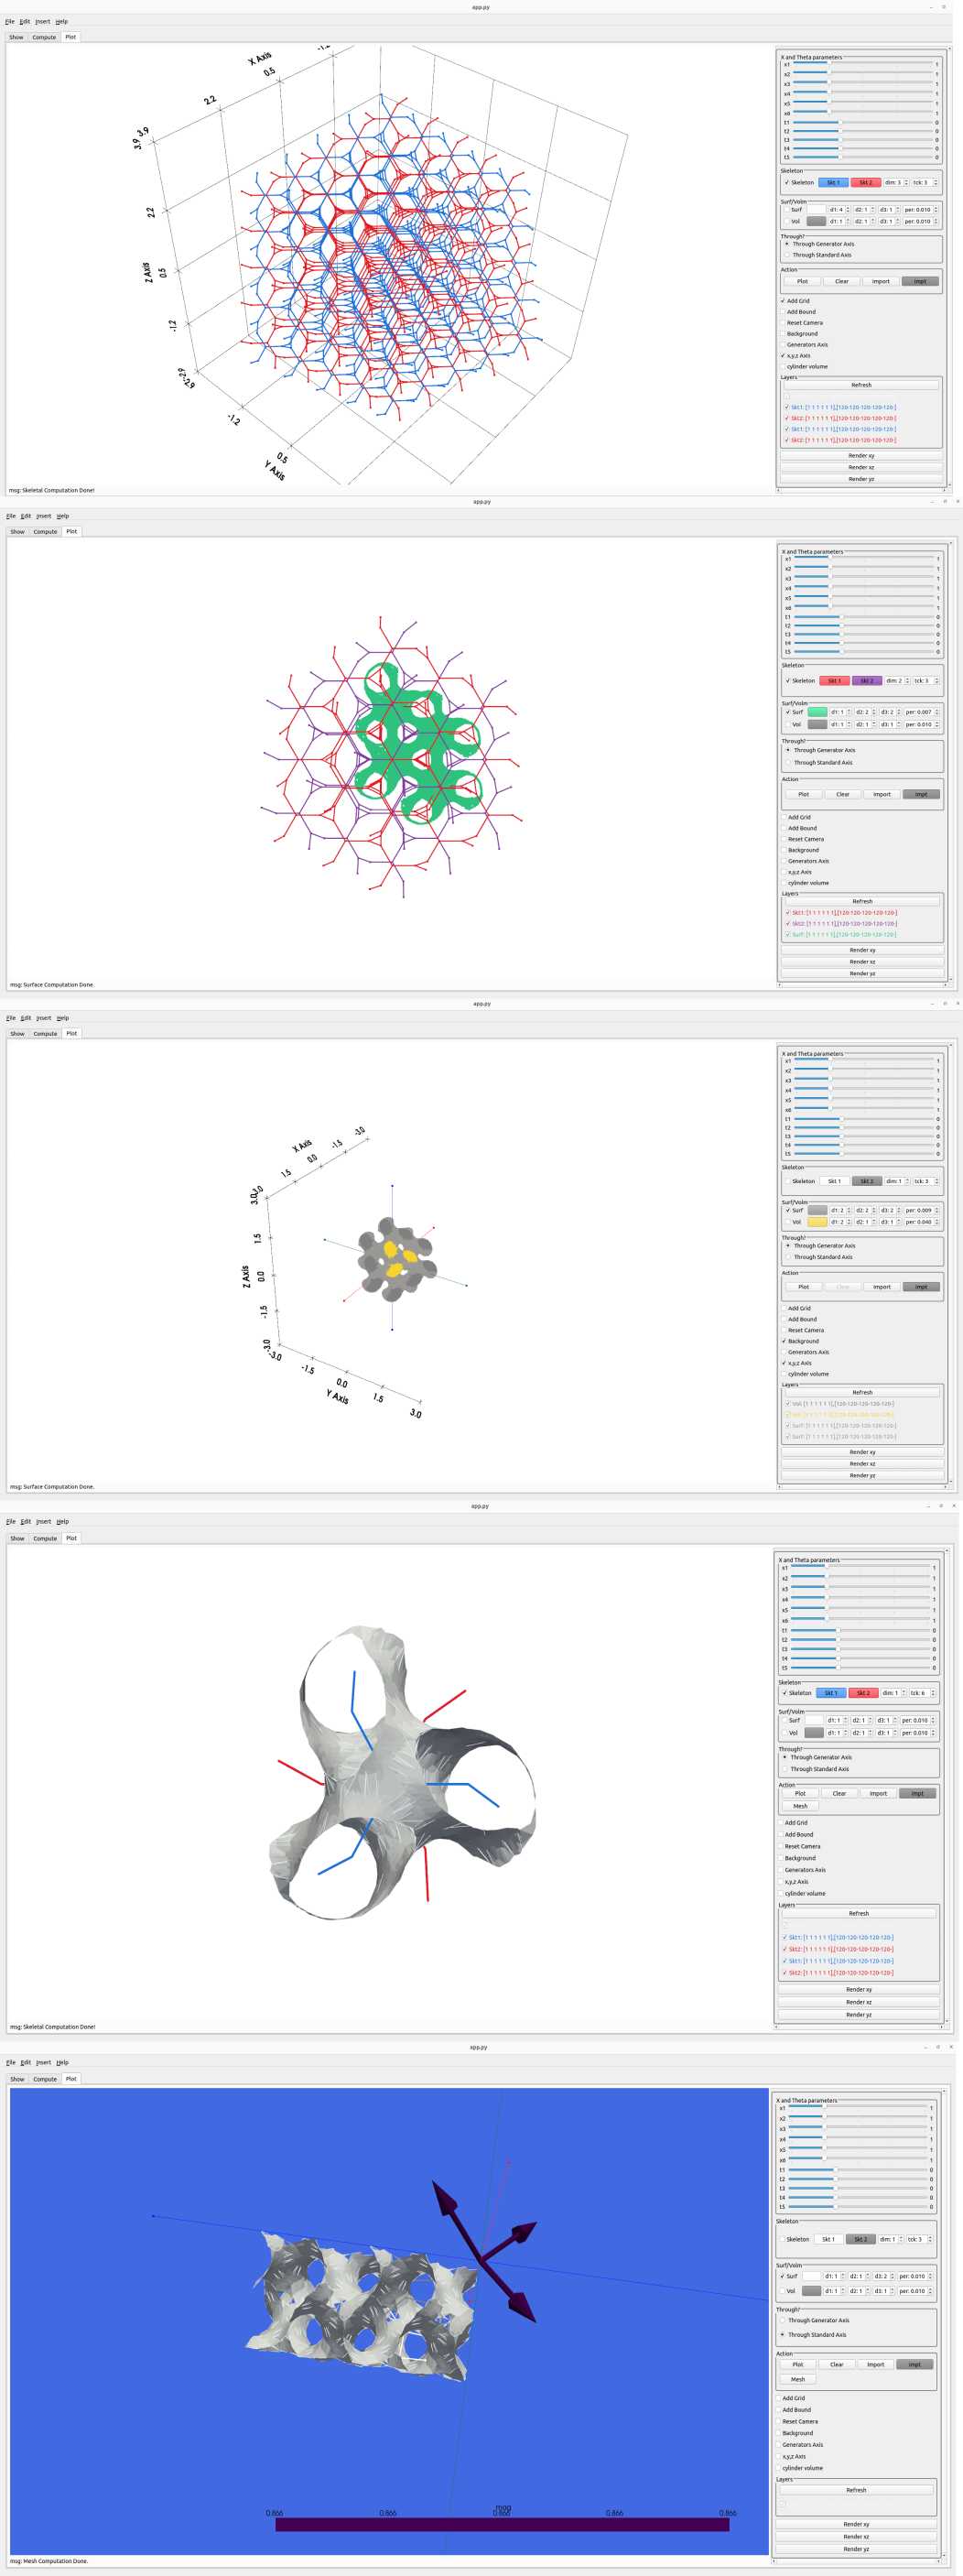 app.py
File Edit Insert Help
Show Compute Plot
X Axis
-1.2
0.5
2.2
3.9
3.9
2.2
Z Axis
0.5
-1.2
-2.9
-2.9
-1.2
0.5
Y Axis
X and Theta parameters
x1 1
x2 1
x3 1
x4 1
x5 1
x6 1
t1 0
t2 0
t3 0
t4 0
t5 0
Skeleton
Skeleton Skt 1 Skt 2 dim: 3 tck: 3
Surf/Volm
Surf d1: 4 d2: 1 d3: 1 per: 0.010
Vol d1: 1 d2: 1 d3: 1 per: 0.010
Through?
Through Generator Axis
Through Standard Axis
Action
Plot Clear Import Impt
Add Grid
Add Bound
Reset Camera
Background
Generators Axis
x,y,z Axis
cylinder volume
Layers
Refresh
Skt1: [1 1 1 1 1 1],[120-120-120-120-120-]
Skt2: [1 1 1 1 1 1],[120-120-120-120-120-]
Skt1: [1 1 1 1 1 1],[120-120-120-120-120-]
Skt2: [1 1 1 1 1 1],[120-120-120-120-120-]
Render xy
Render xz
Render yz
msg: Skeletal Computation Done!
app.py
File Edit Insert Help
Show Compute Plot
X and Theta parameters
x1 1
x2 1
x3 1
x4 1
x5 1
x6 1
t1 0
t2 0
t3 0
t4 0
t5 0
Skeleton
Skeleton Skt 1 Skt 2 dim: 2 tck: 3
Surf/Volm
Surf d1: 1 d2: 2 d3: 2 per: 0.007
Vol d1: 1 d2: 1 d3: 1 per: 0.010
Through?
Through Generator Axis
Through Standard Axis
Action
Plot Clear Import Impt
Add Grid
Add Bound
Reset Camera
Background
Generators Axis
x,y,z Axis
cylinder volume
Layers
Refresh
Skt1: [1 1 1 1 1 1],[120-120-120-120-120-]
Skt2: [1 1 1 1 1 1],[120-120-120-120-120-]
Surf: [1 1 1 1 1 1],[120-120-120-120-120-]
Render xy
Render xz
Render yz
msg: Surface Computation Done.
app.py
File Edit Insert Help
Show Compute Plot
X Axis
-3.0
-1.5
0.0
1.5
3.0
3.0
1.5
Z Axis
0.0
-1.5
-3.0
-3.0
-1.5
0.0
Y Axis
1.5
3.0
X and Theta parameters
x1 1
x2 1
x3 1
x4 1
x5 1
x6 1
t1 0
t2 0
t3 0
t4 0
t5 0
Skeleton
Skeleton Skt 1 Skt 2 dim: 1 tck: 3
Surf/Volm
Surf d1: 2 d2: 2 d3: 2 per: 0.009
Vol d1: 2 d2: 2 d3: 1 per: 0.040
Through?
Through Generator Axis
Through Standard Axis
Action
Plot Clear Import Impt
Add Grid
Add Bound
Reset Camera
Background
Generators Axis
x,y,z Axis
cylinder volume
Layers
Refresh
Vol: [1 1 1 1 1 1],[120-120-120-120-120-]
Vol: [1 1 1 1 1 1],[120-120-120-120-120-]
Surf: [1 1 1 1 1 1],[120-120-120-120-120-]
Surf: [1 1 1 1 1 1],[120-120-120-120-120-]
Render xy
Render xz
Render yz
msg: Surface Computation Done.
app.py
File Edit Insert Help
Show Compute Plot
X and Theta parameters
x1 1
x2 1
x3 1
x4 1
x5 1
x6 1
t1 0
t2 0
t3 0
t4 0
t5 0
Skeleton
Skeleton Skt 1 Skt 2 dim: 1 tck: 6
Surf/Volm
Surf d1: 1 d2: 1 d3: 1 per: 0.010
Vol d1: 1 d2: 1 d3: 1 per: 0.010
Through?
Through Generator Axis
Through Standard Axis
Action
Plot Clear Import Impt
Mesh
Add Grid
Add Bound
Reset Camera
Background
Generators Axis
x,y,z Axis
cylinder volume
Layers
Refresh
Skt1: [1 1 1 1 1 1],[120-120-120-120-120-]
Skt2: [1 1 1 1 1 1],[120-120-120-120-120-]
Skt1: [1 1 1 1 1 1],[120-120-120-120-120-]
Skt2: [1 1 1 1 1 1],[120-120-120-120-120-]
Render xy
Render xz
Render yz
msg: Skeletal Computation Done!
app.py
File Edit Insert Help
Show Compute Plot
mag
0.866 0.866 0.866 0.866 0.866
X and Theta parameters
x1 1
x2 1
x3 1
x4 1
x5 1
x6 1
t1 0
t2 0
t3 0
t4 0
t5 0
Skeleton
Skeleton Skt 1 Skt 2 dim: 1 tck: 3
Surf/Volm
Surf d1: 1 d2: 1 d3: 2 per: 0.010
Vol d1: 1 d2: 1 d3: 1 per: 0.010
Through?
Through Generator Axis
Through Standard Axis
Action
Plot Clear Import Impt
Mesh
Add Grid
Add Bound
Reset Camera
Background
Generators Axis
x,y,z Axis
cylinder volume
Layers
Refresh
Render xy
Render xz
Render yz
msg: Mesh Computation Done.